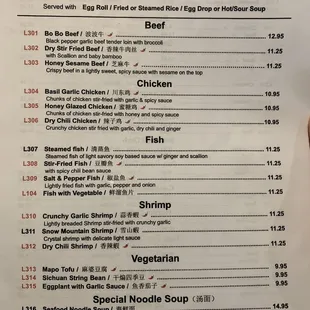 Served with Egg Roll / Fried or Steamed Rice / Egg Drop or Hot/Sour Soup
Beef
L301 Bo Bo Beef / 波波牛 12.95
Black pepper garlic beef tender loin with broccoli
L302 Dry Stir Fried Beef / 香辣牛肉丝 11.25
with Scallion and baby bamboo
L303 Honey Sesame Beef / 芝麻牛 11.25
Crispy beef in a lightly sweet, spicy sauce with sesame on the top
Chicken
L304 Basil Garlic Chicken / 川东鸡 10.95
Chunks of chicken stir-fried with garlic & spicy sauce
L305 Honey Glazed Chicken / 蜜糖鸡 10.95
Chunks of chicken stir-fried with honey and spicy sauce
L306 Dry Chili Chicken / 辣子鸡 10.95
Crunchy chicken stir fried with garlic, dry chili and ginger
Fish
L307 Steamed fish / 清蒸鱼 11.25
Steamed fish of light savory soy based sauce w/ ginger and scallion
L308 Stir-Fried Fish / 豆瓣鱼 11.25
with spicy chili bean sauce
L309 Salt & Pepper Fish / 椒盐鱼 11.25
Lightly fried fish with garlic, pepper and onion
L104 Fish with Vegetable / 鲜溜鱼片 11.25
Shrimp
L310 Crunchy Garlic Shrimp / 蒜香蝦 11.25
Lightly breaded Shrimp stir-fried with crunchy garlic
L311 Snow Mountain Shrimp / 雪山蝦 11.25
Crystal shrimp with delicate light sauce
L312 Dry Chili Shrimp / 香辣蝦 11.25
Vegetarian
L313 Mapo Tofu / 麻婆豆腐 9.95
L314 Sichuan String Bean / 干煸四季豆 9.95
L315 Eggplant with Garlic Sauce / 鱼香茄子 9.95
Special Noodle Soup (汤面)
L316 Seafood Noodle Soup 14.95